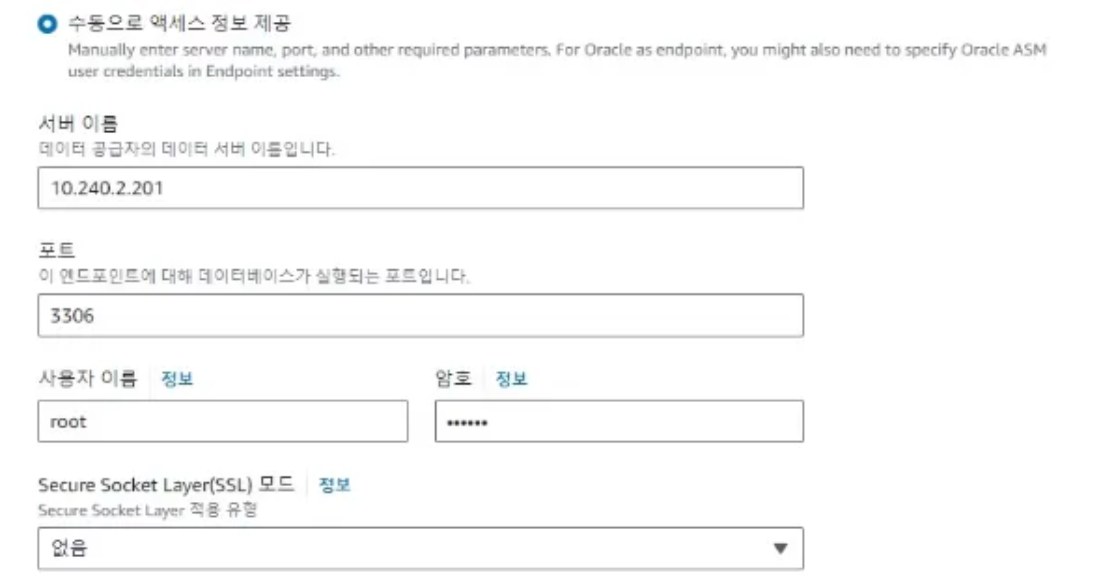 수동으로 액세스 정보 제공
Manually enter server name, port, and other required parameters. For Oracle as endpoint, you might also need to specify Oracle ASM
user credentials in Endpoint settings.
서버 이름
데이터 공급자의 데이터 서버 이름입니다.
10.240.2.201
포트
이 엔드포인트에 대해 데이터베이스가 실행되는 포트입니다.
3306
사용자 이름 정보 암호 정보
root ••••••
Secure Socket Layer(SSL) 모드 정보
Secure Socket Layer 적용 유형
없음